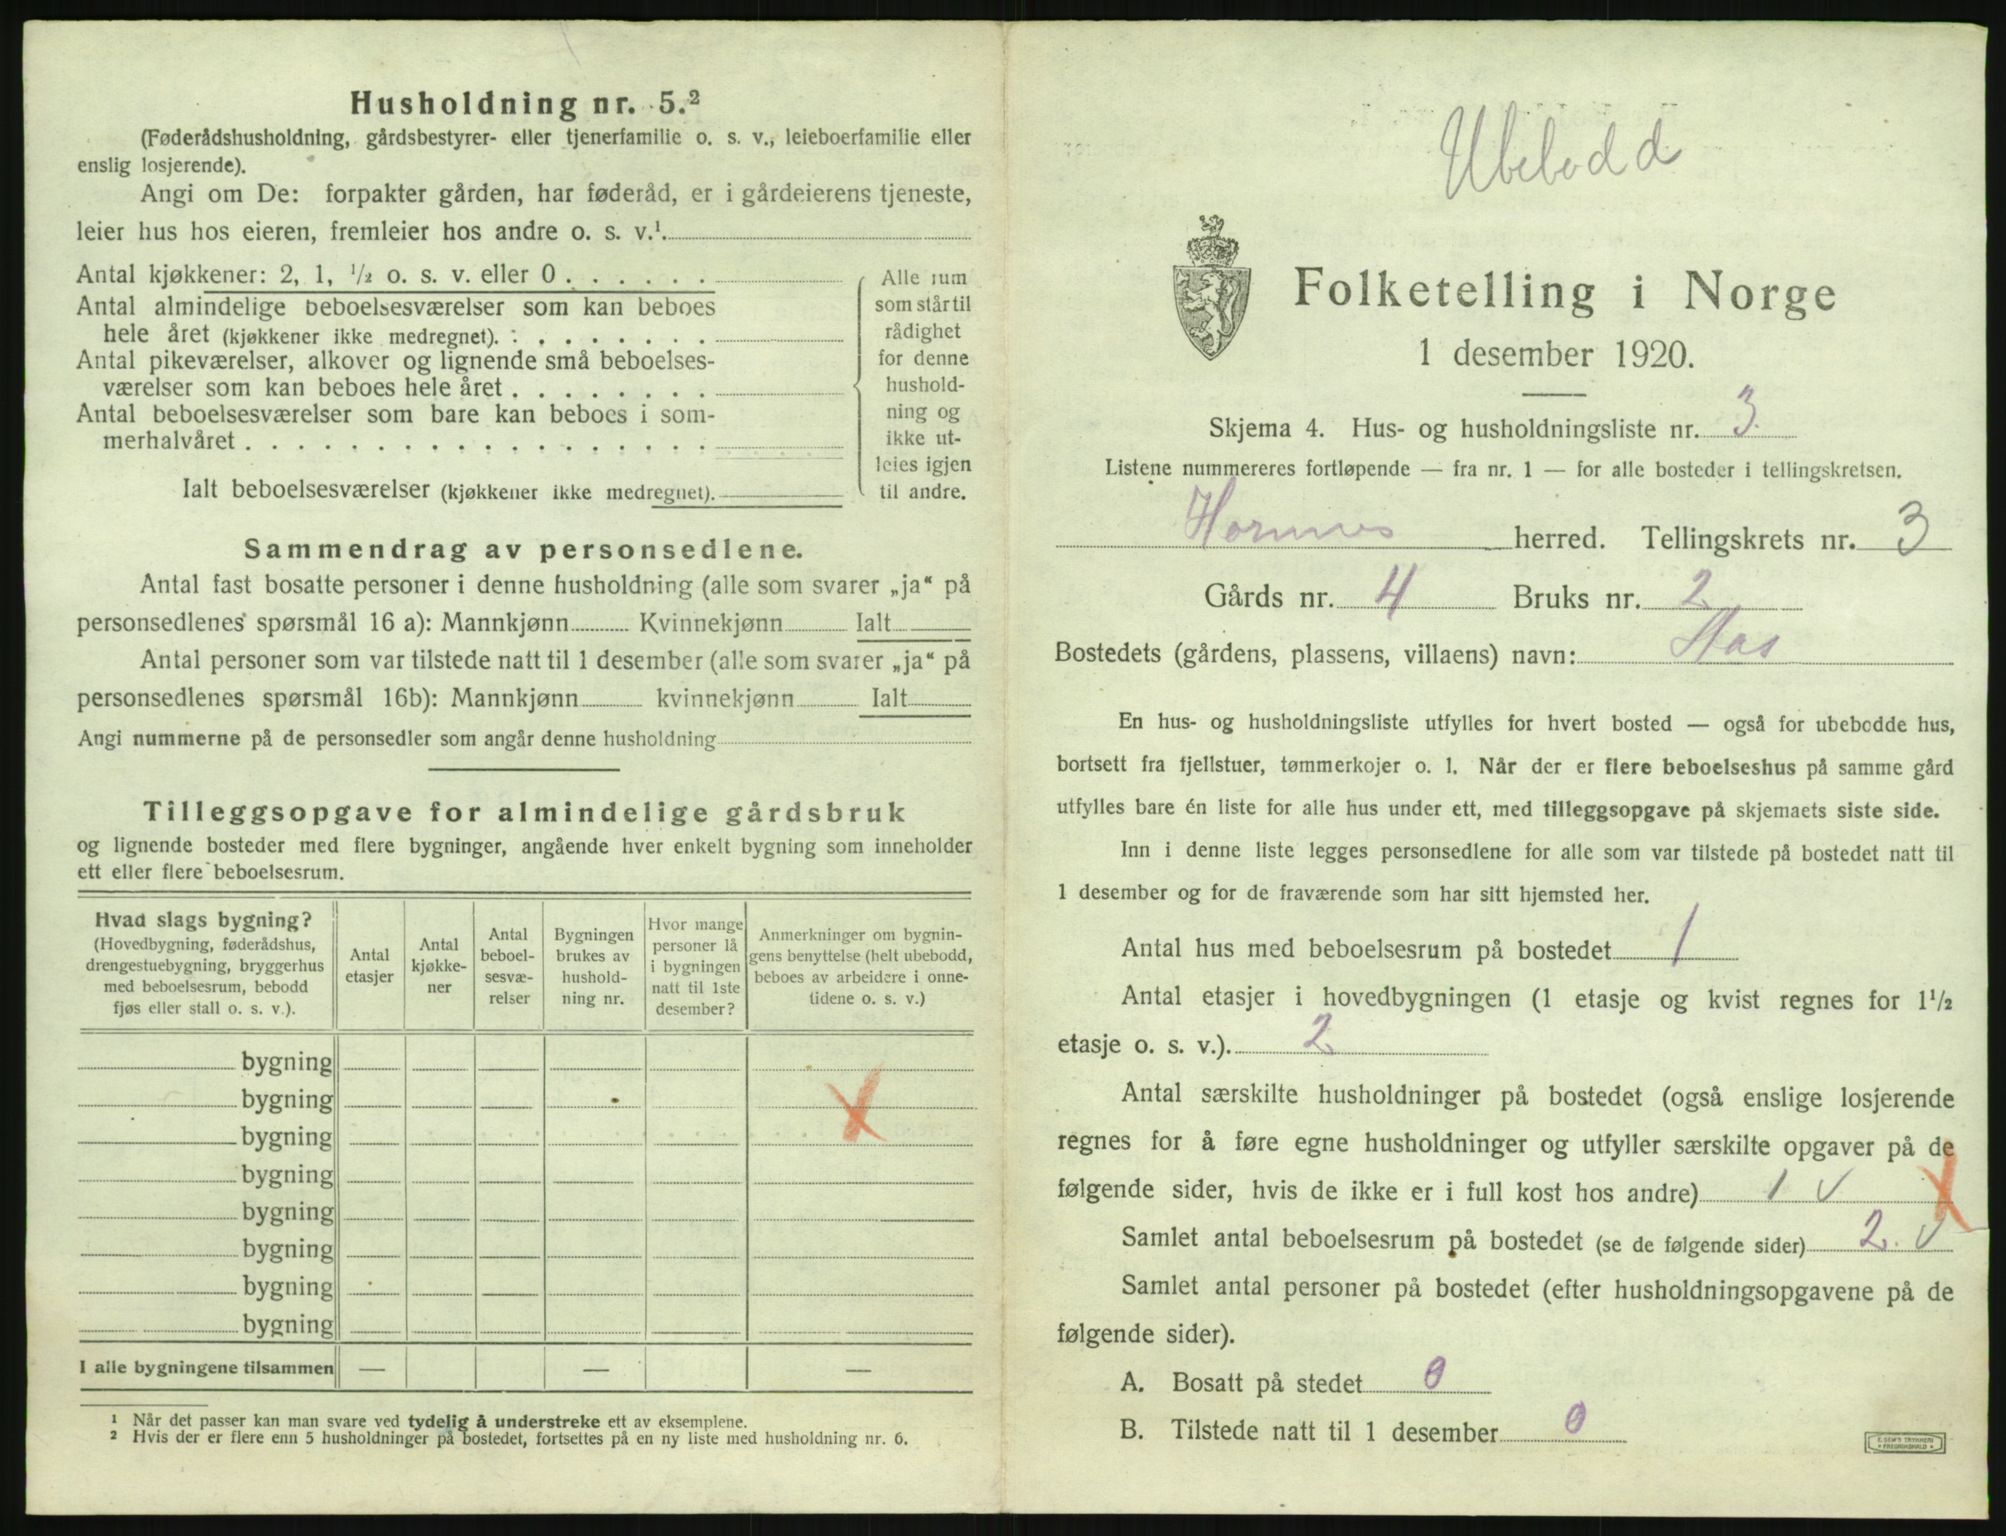 Husholdning nr. 5.²
(Føderådshusholdning, gårdsbestyrer- eller tjenerfamilie o. s. v., leieboerfamilie eller
enslig losjerende).
Angi om De: forpakter gården, har føderåd, er i gårdeierens tjeneste,
leier hus hos eieren, fremleier hos andre o. s. v.¹
Antal kjøkkener: 2, 1, ½ o. s. v. eller 0 . . . . . .
Antal almindelige beboelsesværelser som kan beboes
hele året (kjøkkener ikke medregnet). . . . . . . .
Antal pikeværelser, alkover og lignende små beboelses-
værelser som kan beboes hele året . . . . . . . .
Antal beboelsesværelser som bare kan beboes i som-
merhalvåret . . . . . . . . . . . . . . . . . .
Ialt beboelsesværelser (kjøkkener ikke medregnet).
Alle rum
som står til
rådighet
for denne
hushold-
ning og
ikke ut-
leies igjen
til andre.
Sammendrag av personsedlene.
Antal fast bosatte personer i denne husholdning (alle som svarer „ja“ på
personsedlenes spørsmål 16 a): Mannkjønn Kvinnekjønn Ialt
Antal personer som var tilstede natt til 1 desember (alle som svarer „ja“ på
personsedlenes spørsmål 16b): Mannkjønn kvinnekjønn Ialt
Angi nummerne på de personsedler som angår denne husholdning
Tilleggsopgave for almindelige gårdsbruk
og lignende bosteder med flere bygninger, angående hver enkelt bygning som inneholder
ett eller flere beboelsesrum.
Hvad slags bygning?
(Hovedbygning, føderådshus,
drengestuebygning, bryggerhus
med beboelsesrum, bebodd
fjøs eller stall o. s. v.).
Antal
etasjer
Antal
kjøkke-
ner
Antal
beboel-
sesvæ-
relser
Bygningen
brukes av
hushold-
ning nr.
Hvor mange
personer lå
i bygningen
natt til 1ste
desember?
Anmerkninger om bygnin-
gens benyttelse (helt ubebodd,
beboes av arbeidere i onne-
tidene o. s. v.)
bygning
bygning
bygning
bygning
bygning
bygning
bygning
bygning
I alle bygningene tilsammen — — —
¹ Når det passer kan man svare ved tydelig å understreke ett av eksemplene.
² Hvis der er flere enn 5 husholdninger på bostedet, fortsettes på en ny liste med husholdning nr. 6.
Ubebodd
Folketelling i Norge
1 desember 1920.
Skjema 4. Hus- og husholdningsliste nr. 3.
Listene nummereres fortløpende — fra nr. 1 — for alle bosteder i tellingskretsen.
Hornnes herred. Tellingskrets nr. 3
Gårds nr. 4 Bruks nr. 2
Bostedets (gårdens, plassens, villaens) navn: Aas
En hus- og husholdningsliste utfylles for hvert bosted — også for ubebodde hus,
bortsett fra fjellstuer, tømmerkojer o. l. Når der er flere beboelseshus på samme gård
utfylles bare én liste for alle hus under ett, med tilleggsopgave på skjemaets siste side.
Inn i denne liste legges personsedlene for alle som var tilstede på bostedet natt til
1 desember og for de fraværende som har sitt hjemsted her.
Antal hus med beboelsesrum på bostedet 1
Antal etasjer i hovedbygningen (1 etasje og kvist regnes for 1½
etasje o. s. v.). 2
Antal særskilte husholdninger på bostedet (også enslige losjerende
regnes for å føre egne husholdninger og utfyller særskilte opgaver på de
følgende sider, hvis de ikke er i full kost hos andre) 1 v
Samlet antal beboelsesrum på bostedet (se de følgende sider) 2. v
Samlet antal personer på bostedet (efter husholdningsopgavene på de
følgende sider).
A. Bosatt på stedet 0
B. Tilstede natt til 1 desember 0
E. SEM'S TRYKKERI
FREDRIKSHALD